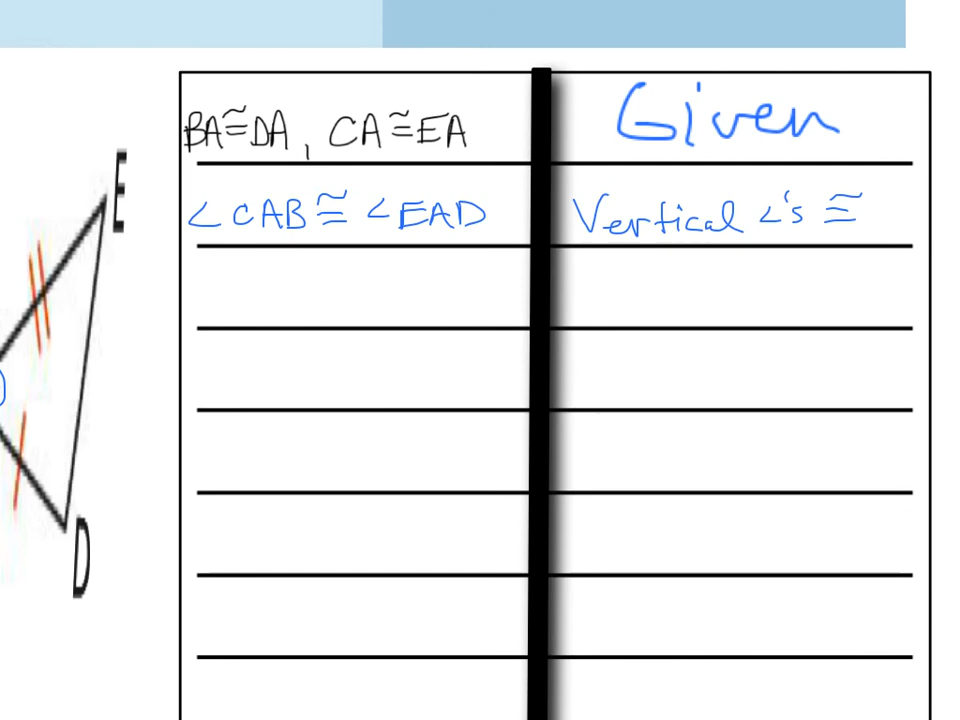 BA≅DA, CA≅EA
Given
∠CAB≅∠EAD
Vertical ∠'s ≅
E
D